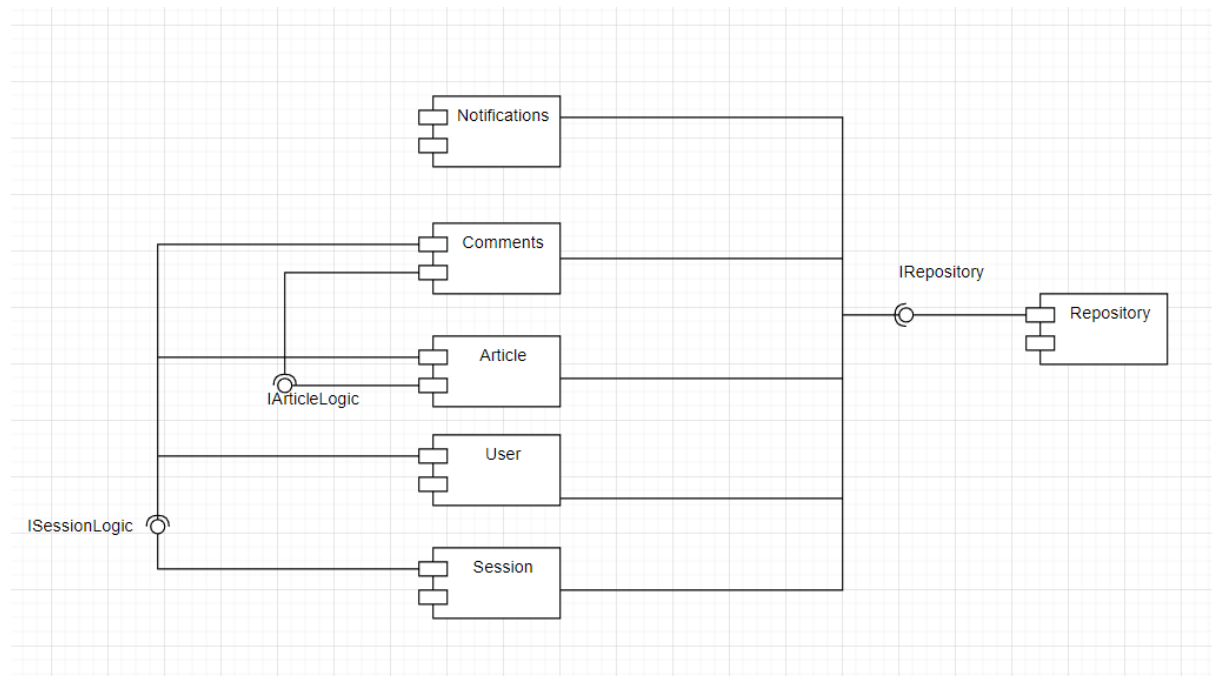 Notifications
Comments
IRepository
Repository
Article
IArticleLogic
User
ISessionLogic
Session